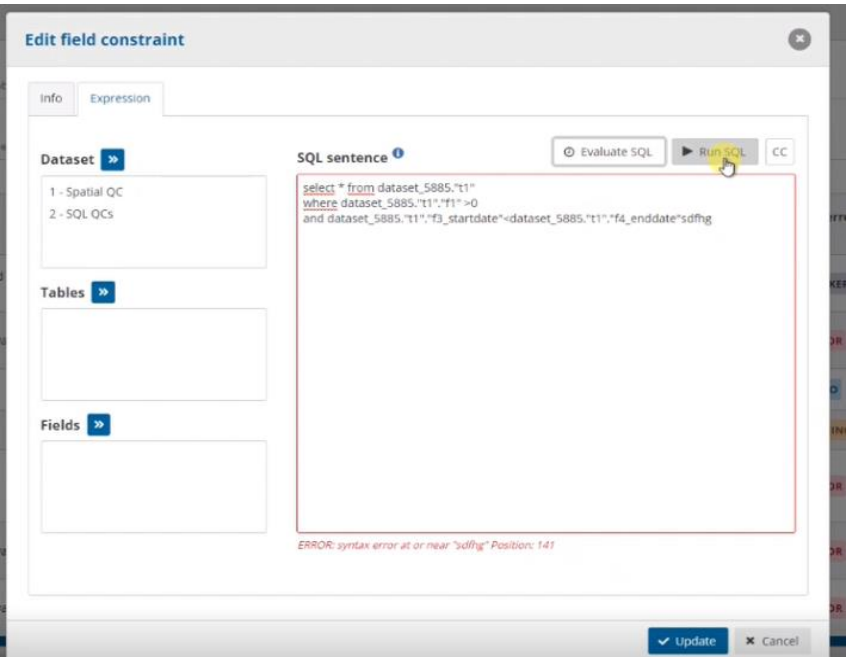 Edit field constraint
Info
Expression
Dataset
SQL sentence
Evaluate SQL
Run SQL
CC
1 - Spatial QC
2 - SQL QCs
select * from dataset_5885."t1"
where dataset_5885."t1"."f1" >0
and dataset_5885."t1"."f3_startdate"<dataset_5885."t1"."f4_enddate"sdfhg
Tables
Fields
ERROR: syntax error at or near "sdfhg" Position: 141
Update
Cancel